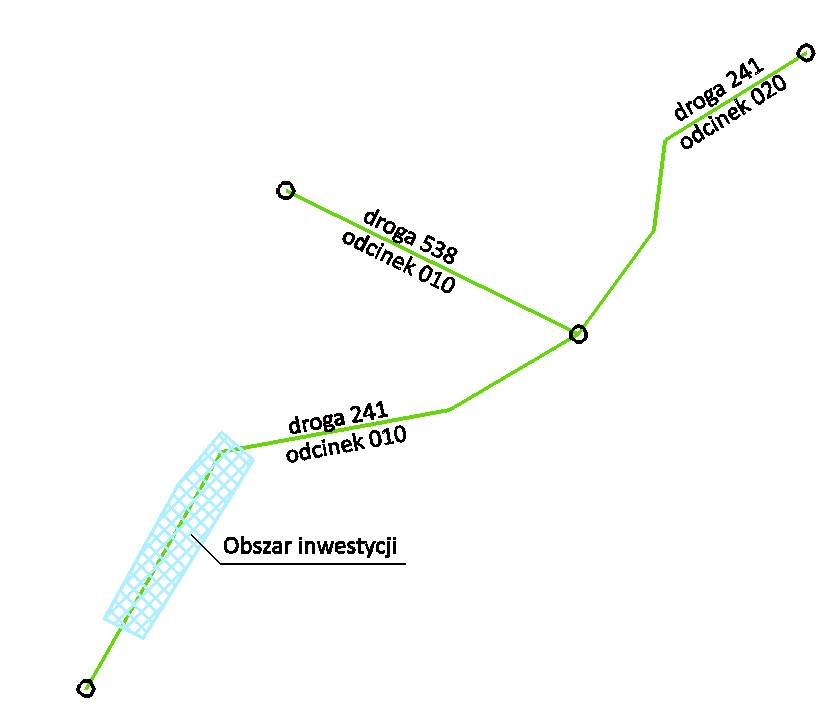 droga 241
odcinek 020
droga 538
odcinek 010
droga 241
odcinek 010
Obszar inwestycji